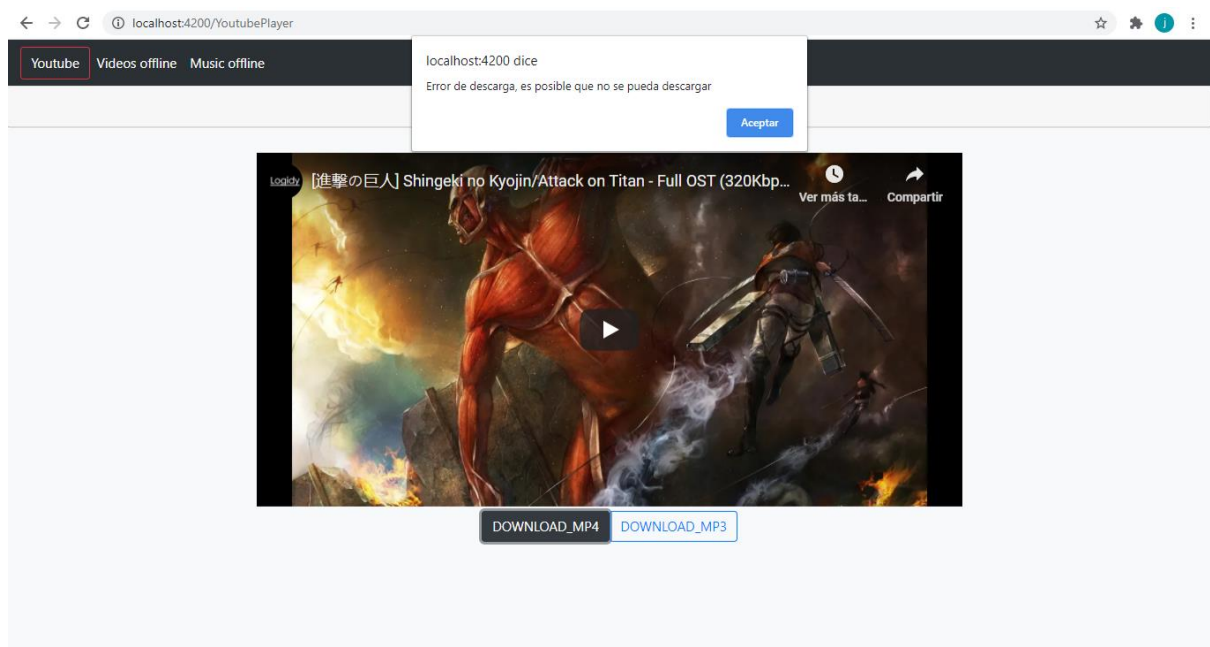 localhost:4200/YoutubePlayer
j
Youtube Videos offline Music offline
localhost:4200 dice
Error de descarga, es posible que no se pueda descargar
Aceptar
Logidy [進撃の巨人] Shingeki no Kyojin/Attack on Titan - Full OST (320Kbp...
Ver más ta... Compartir
DOWNLOAD_MP4 DOWNLOAD_MP3